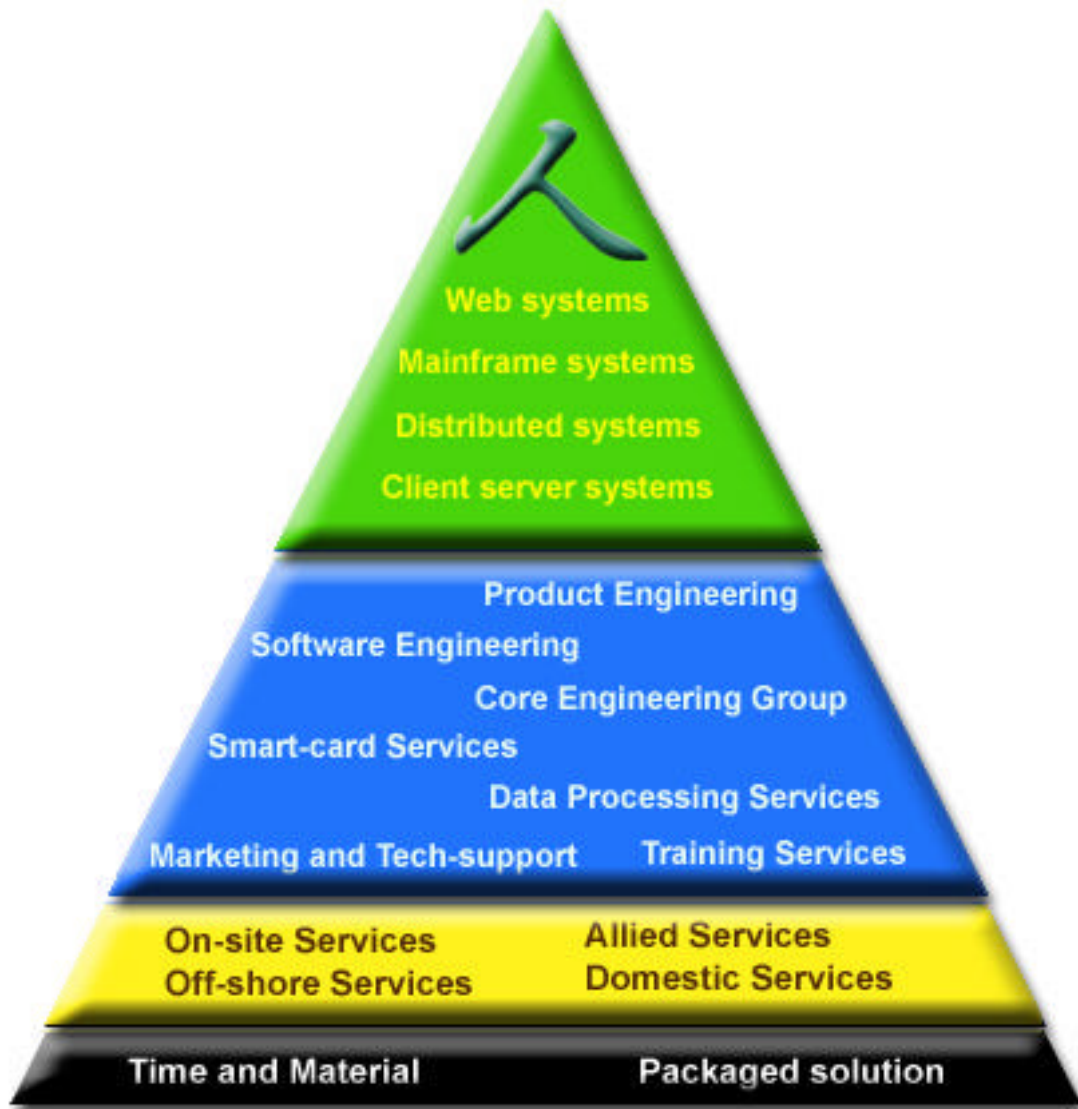 人
Web systems
Mainframe systems
Distributed systems
Client server systems
Product Engineering
Software Engineering
Core Engineering Group
Smart-card Services
Data Processing Services
Marketing and Tech-support
Training Services
On-site Services
Allied Services
Off-shore Services
Domestic Services
Time and Material
Packaged solution